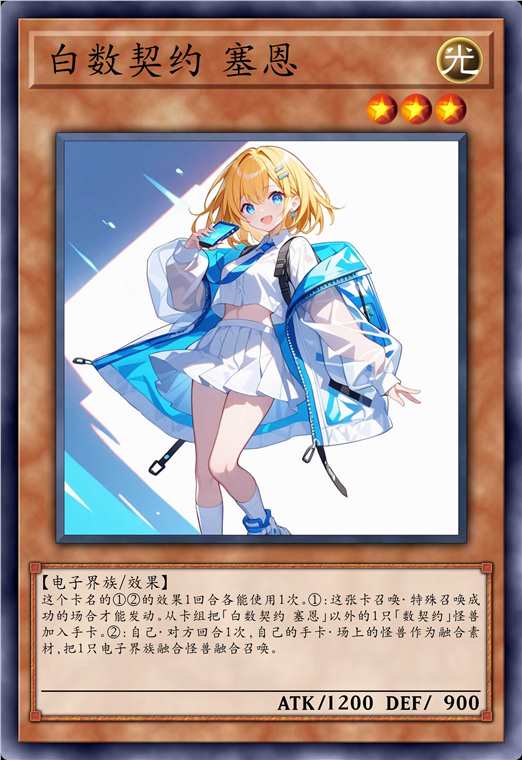 白数契约 塞恩
光
【电子界族/效果】
这个卡名的①②的效果1回合各能使用1次。①:这张卡召唤·特殊召唤成
功的场合才能发动。从卡组把「白数契约 塞恩」以外的1只「数契约」怪兽
加入手卡。②:自己·对方回合1次,自己的手卡·场上的怪兽作为融合素
材,把1只电子界族融合怪兽融合召唤。
ATK/1200 DEF/ 900